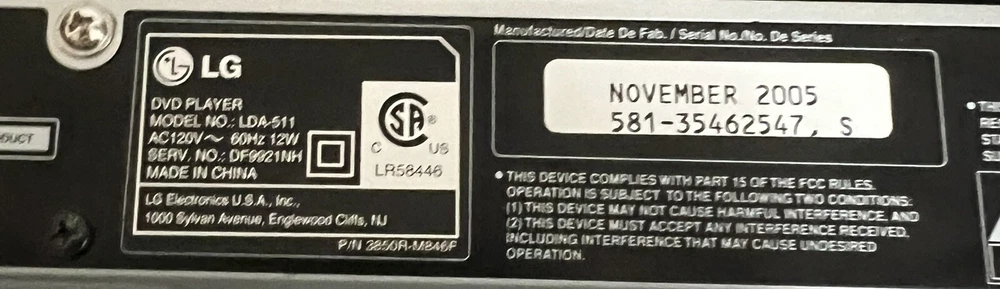 LG
DVD PLAYER
MODEL NO.: LDA-511
AC120V～ 60Hz 12W
SERV. NO.: DF9921NH
MADE IN CHINA
SA®
C US
LR58446
LG Electronics U.S.A., Inc.,
1000 Sylvan Avenue, Englewood Cliffs, NJ
P/N 3850R-M846F
Manufactured/Date De Fab. / Serial No./No. De Series
NOVEMBER 2005
581-35462547, S
• THIS DEVICE COMPLIES WITH PART 15 OF THE FCC RULES.
OPERATION IS SUBJECT TO THE FOLLOWING TWO CONDITIONS:
(1) THIS DEVICE MAY NOT CAUSE HARMFUL INTERFERENCE, AND
(2) THIS DEVICE MUST ACCEPT ANY INTERFERENCE RECEIVED,
INCLUDING INTERFERENCE THAT MAY CAUSE UNDESIRED
OPERATION.